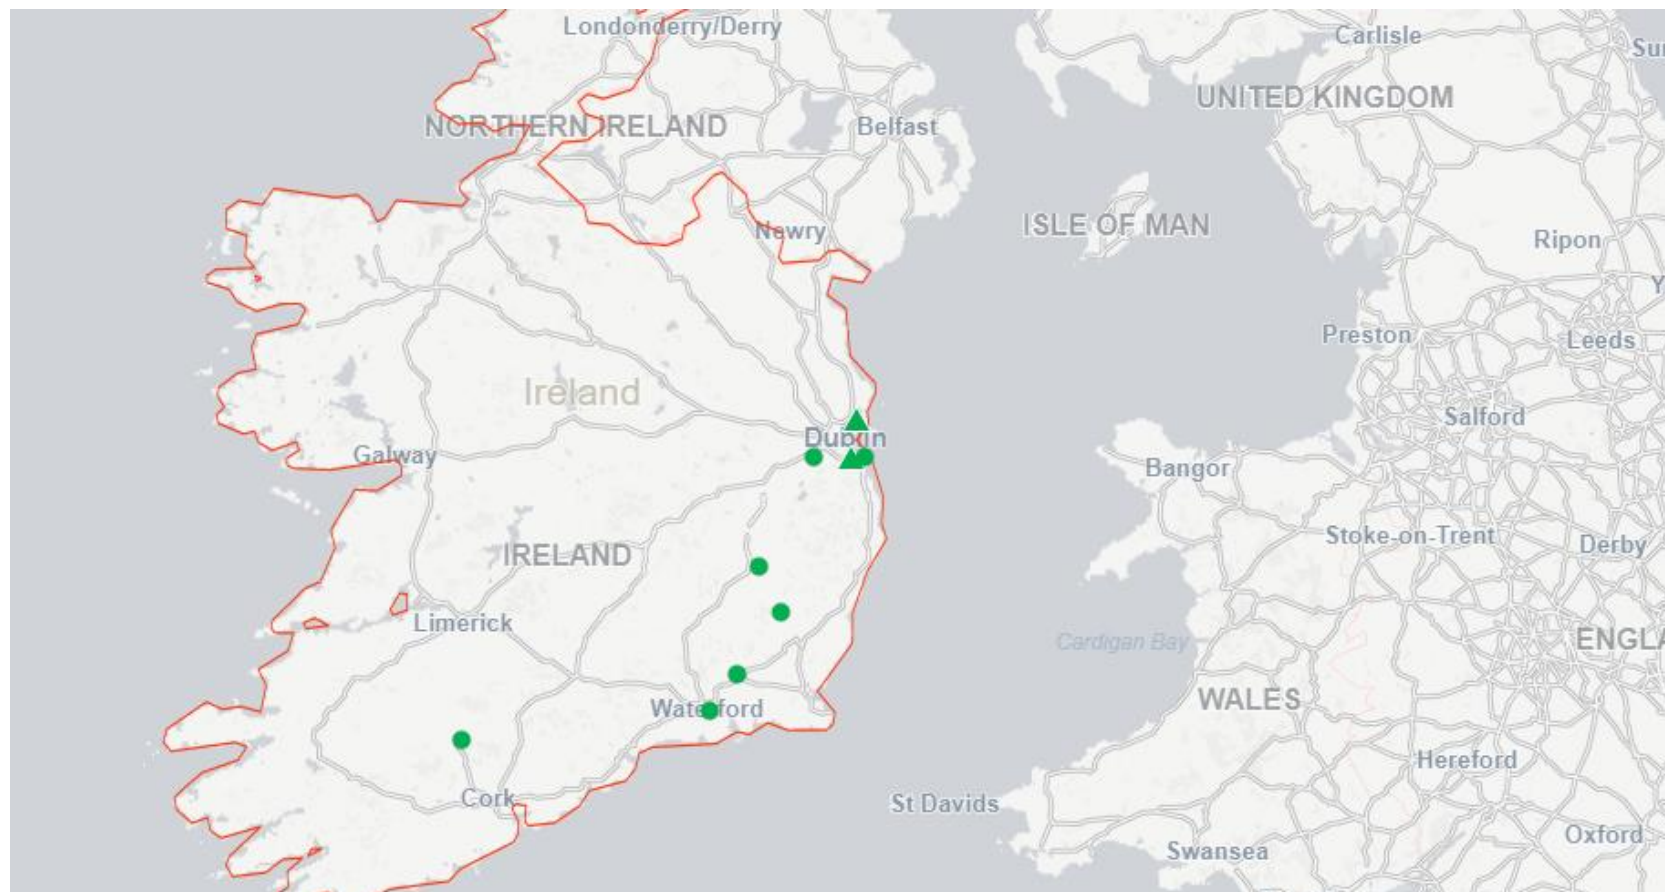 Londonderry/Derry
Carlisle
Sun
UNITED KINGDOM
NORTHERN IRELAND
Belfast
ISLE OF MAN
Newry
Ripon
Y
Preston
Leeds
Ireland
Salford
Dublin
Galway
Bangor
Stoke-on-Trent
Derby
IRELAND
Limerick
Cardigan Bay
ENGLA
WALES
Waterford
Hereford
Cork
St Davids
Oxford
Swansea